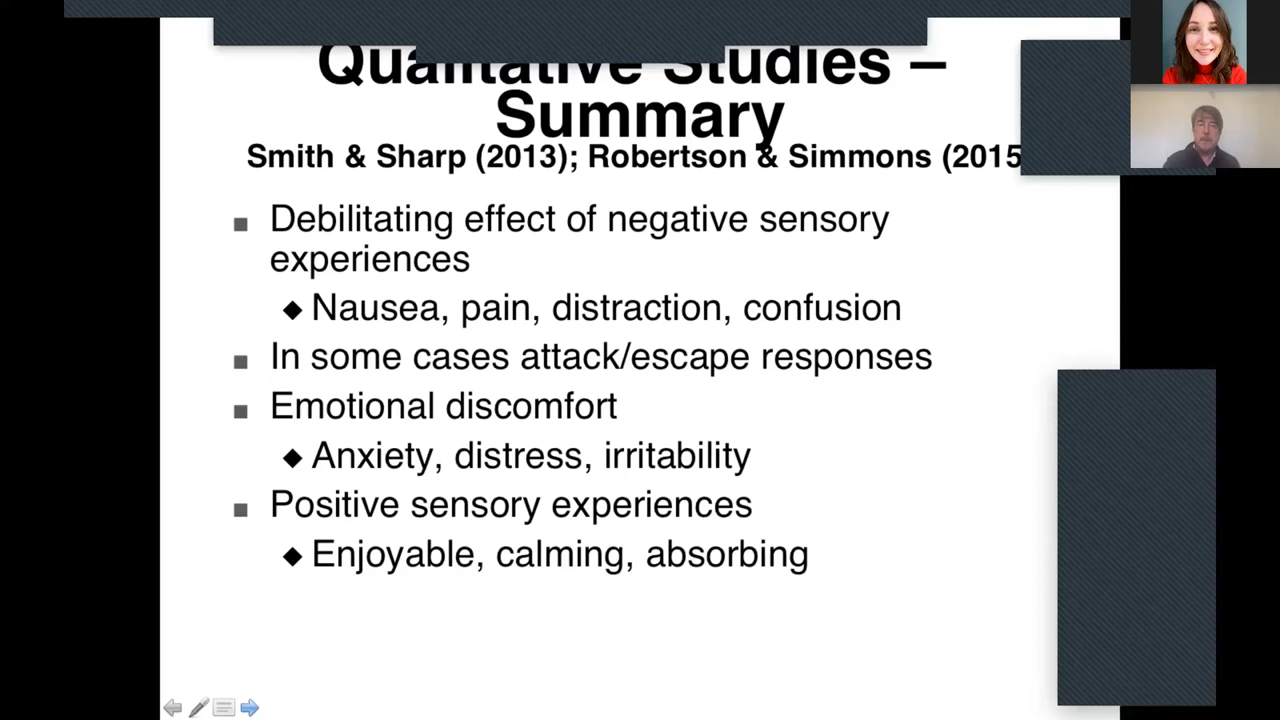 Qualitative Studies –
Summary
Smith & Sharp (2013); Robertson & Simmons (2015
Debilitating effect of negative sensory
experiences
Nausea, pain, distraction, confusion
In some cases attack/escape responses
Emotional discomfort
Anxiety, distress, irritability
Positive sensory experiences
Enjoyable, calming, absorbing